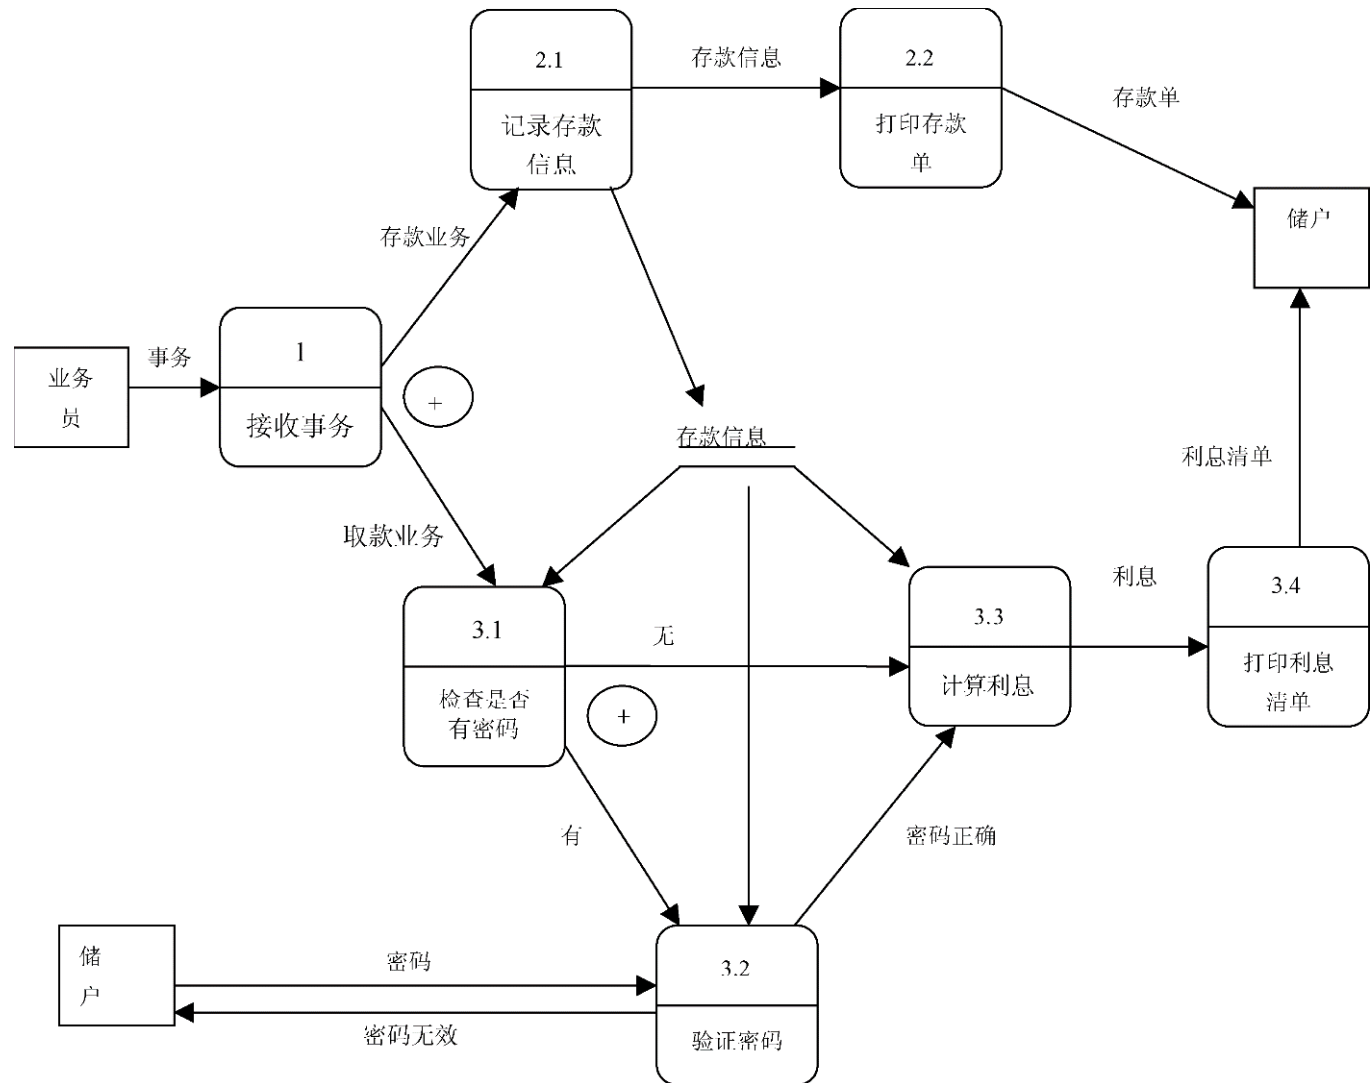 2.1
记录存款
信息
存款信息
2.2
打印存款
单
存款单
储户
存款业务
业务
员
事务
1
接收事务
+
存款信息
利息清单
取款业务
3.1
检查是否
有密码
无
+
3.3
计算利息
利息
3.4
打印利息
清单
有
密码正确
储
户
密码
密码无效
3.2
验证密码